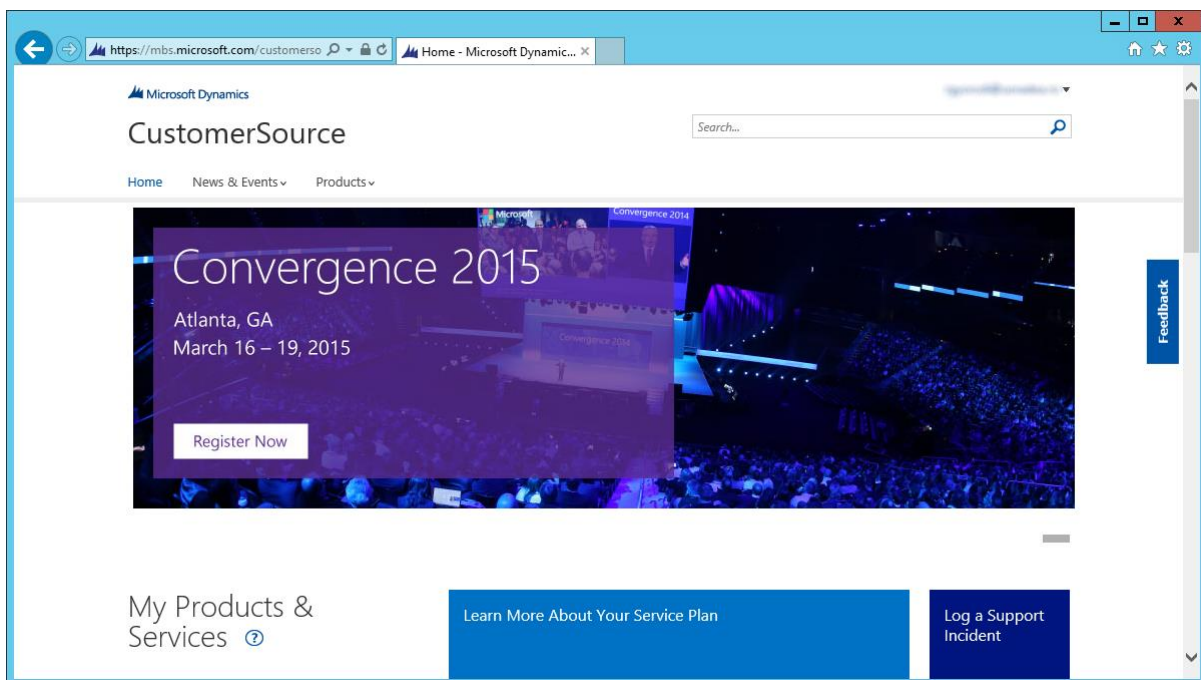 https://mbs.microsoft.com/customerso
Home - Microsoft Dynamic...
Microsoft Dynamics
CustomerSource
Search...
Home News & Events Products
Microsoft
Convergence 2014
Convergence 2015
Atlanta, GA
March 16 – 19, 2015
Convergence 2014
Register Now
Feedback
My Products &
Services ?
Learn More About Your Service Plan
Log a Support
Incident